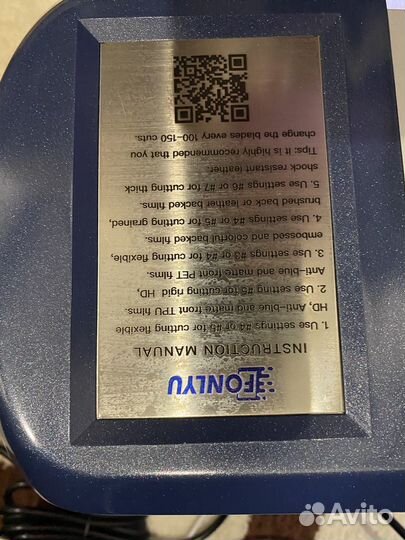 FONLYU
INSTRUCTION MANUAL
1. Use settings #4 or #5 for cutting flexible
HD, Anti-blue and matte front TPU films.
2. Use settings #5 for cutting rigid HD,
Anti-blue and matte front PET films.
3. Use settings #3 or #4 for cutting flexible,
embossed and colorful backed films.
4. Use settings #4 or #5 for cutting grained,
brushed back or leather backed films.
5. Use settings #6 or #7 for cutting thick
shock resistant leather.
Tips: It is highly recommended that you
change the blades every 100-150 cuts.
Avito